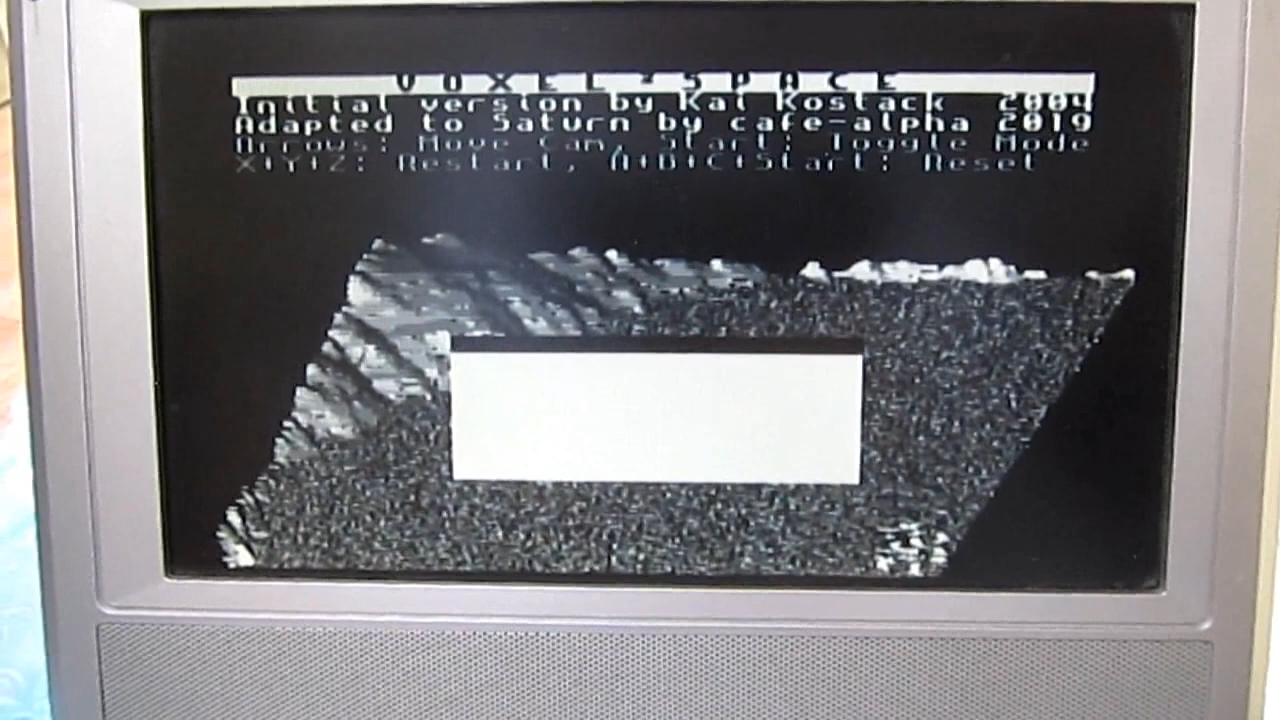 VOXEL-SPACE
Initial version by Kai Kostack 2004
Adapted to Saturn by cafe-alpha 2019
Arrows: Move Cam, Start: Toggle Mode
X+Y+Z: Restart, A+B+C+Start: Reset